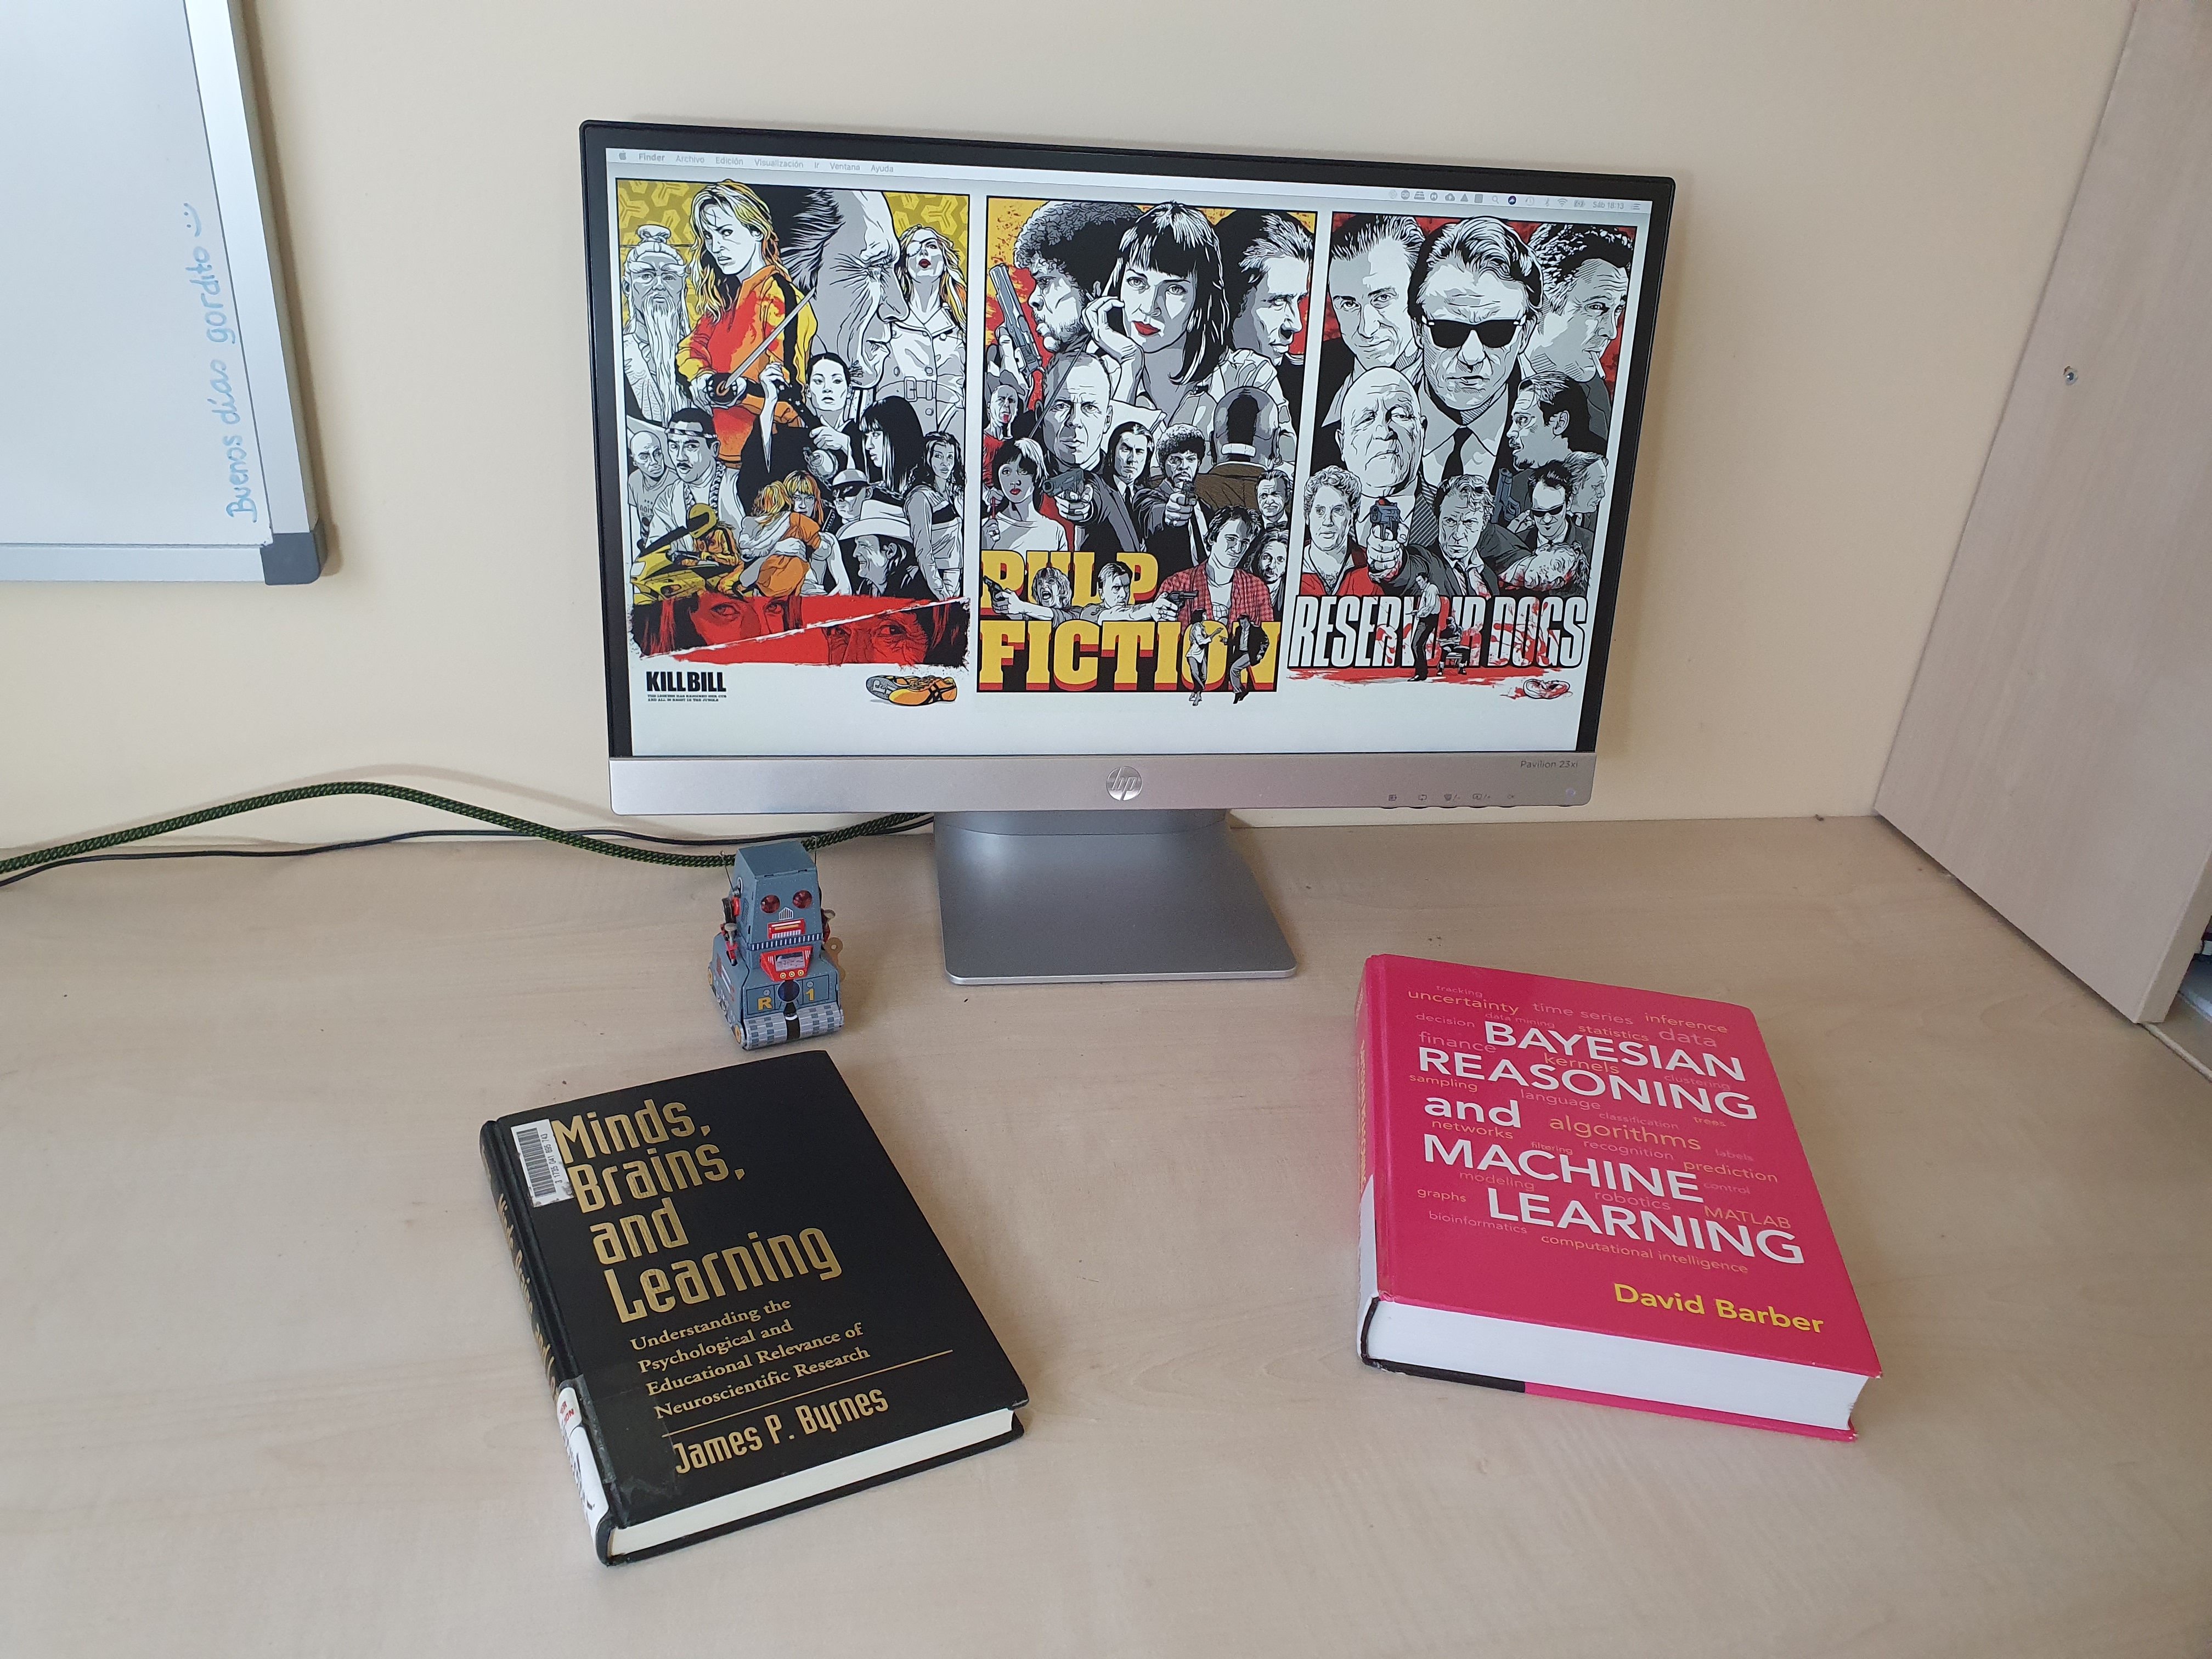 Buenos días gordito :)
Finder Archivo Edición Visualización Ir Ventana Ayuda
Sáb 18:13
KILLBILL
PULP
FICTION
RESERVOIR DOGS
hp
Pavilion 23xi
R 1
Minds,
Brains,
and
Learning
Understanding the
Psychological and
Educational Relevance of
Neuroscientific Research
James P. Byrnes
tracking
uncertainty time series inference
decision data mining statistics data
BAYESIAN
finance kernels
REASONING
clustering
sampling language
and classification trees
networks algorithms
filtering recognition labels
MACHINE prediction
modeling control
graphs robotics
LEARNING MATLAB
bioinformatics
computational intelligence
David Barber